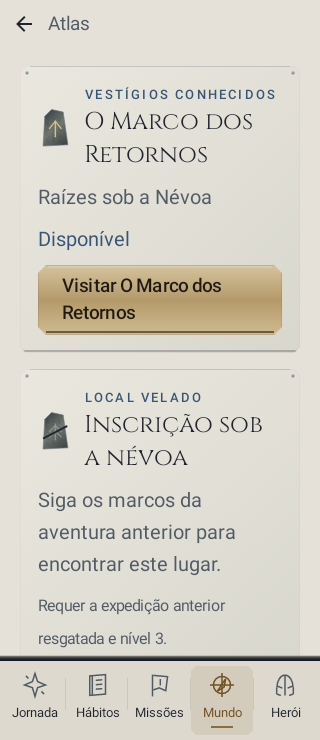 Atlas
VESTÍGIOS CONHECIDOS
O Marco dos
Retornos
Raízes sob a Névoa
Disponível
Visitar O Marco dos
Retornos
LOCAL VELADO
Inscrição sob
a névoa
Siga os marcos da
aventura anterior para
encontrar este lugar.
Requer a expedição anterior
resgatada e nível 3.
Jornada Hábitos Missões Mundo Herói